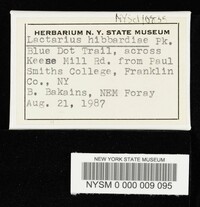 HERBARIUM N. Y. STATE MUSEUM
Lactarius hibbardiae Pk.
Blue Dot Trail, across
Keese Mill Rd. from Paul
Smiths College, Franklin
Co., NY
B. Bakains, NEM Foray
Aug. 21, 1987
NEW YORK STATE MUSEUM
NYSM 0 000 009 095